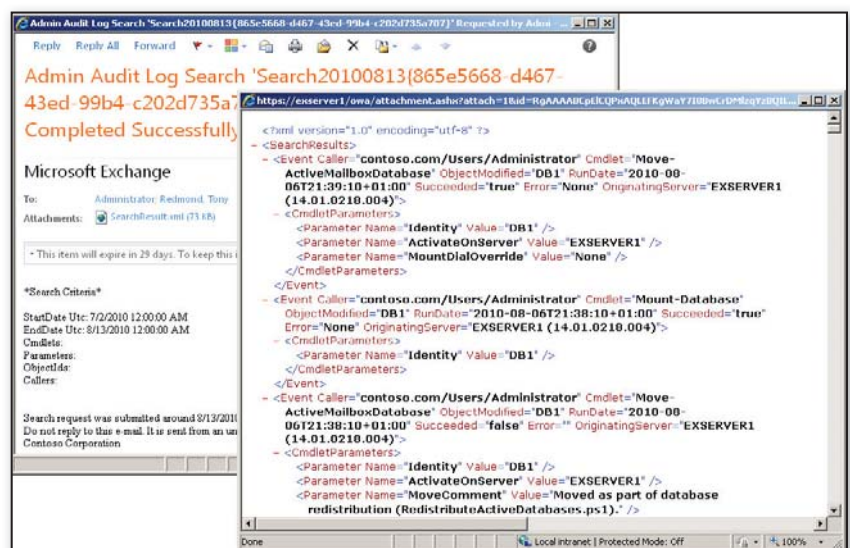 Admin Audit Log Search 'Search20100813{865e5668-d467-43ed-99b4-c202d735a707}' Requested by Admi
Reply Reply All Forward
Admin Audit Log Search 'Search20100813{865e5668-d467-
43ed-99b4-c202d735a7
Completed Successfully
Microsoft Exchange
To: Administrator; Redmond, Tony
Attachments: SearchResult.xml (73 KB)
This item will expire in 29 days. To keep this i
*Search Criteria*
StartDate Utc: 7/2/2010 12:00:00 AM
EndDate Utc: 8/13/2010 12:00:00 AM
Cmdlets:
Parameters:
ObjectIds:
Callers:
Search request was submitted around 8/13/2010
Do not reply to this e-mail. It is sent from an un
Contoso Corporation
<?xml version="1.0" encoding="utf-8" ?>
- <SearchResults>
- <Event Caller="contoso.com/Users/Administrator" Cmdlet="Move-
ActiveMailboxDatabase" ObjectModified="DB1" RunDate="2010-08-
06T21:39:10+01:00" Succeeded="true" Error="None" OriginatingServer="EXSERVER1
(14.01.0218.004)">
- <CmdletParameters>
<Parameter Name="Identity" Value="DB1" />
<Parameter Name="ActivateOnServer" Value="EXSERVER1" />
<Parameter Name="MountDialOverride" Value="None" />
</CmdletParameters>
</Event>
- <Event Caller="contoso.com/Users/Administrator" Cmdlet="Mount-Database"
ObjectModified="DB1" RunDate="2010-08-06T21:38:10+01:00" Succeeded="true"
Error="None" OriginatingServer="EXSERVER1 (14.01.0218.004)">
- <CmdletParameters>
<Parameter Name="Identity" Value="DB1" />
</CmdletParameters>
</Event>
- <Event Caller="contoso.com/Users/Administrator" Cmdlet="Move-
ActiveMailboxDatabase" ObjectModified="DB1" RunDate="2010-08-
06T21:38:10+01:00" Succeeded="false" Error="" OriginatingServer="EXSERVER1
(14.01.0218.004)">
- <CmdletParameters>
<Parameter Name="Identity" Value="DB1" />
<Parameter Name="ActivateOnServer" Value="EXSERVER1" />
<Parameter Name="MoveComment" Value="Moved as part of database
redistribution (RedistributeActiveDatabases.ps1)." />
Done Local intranet | Protected Mode: Off 100%